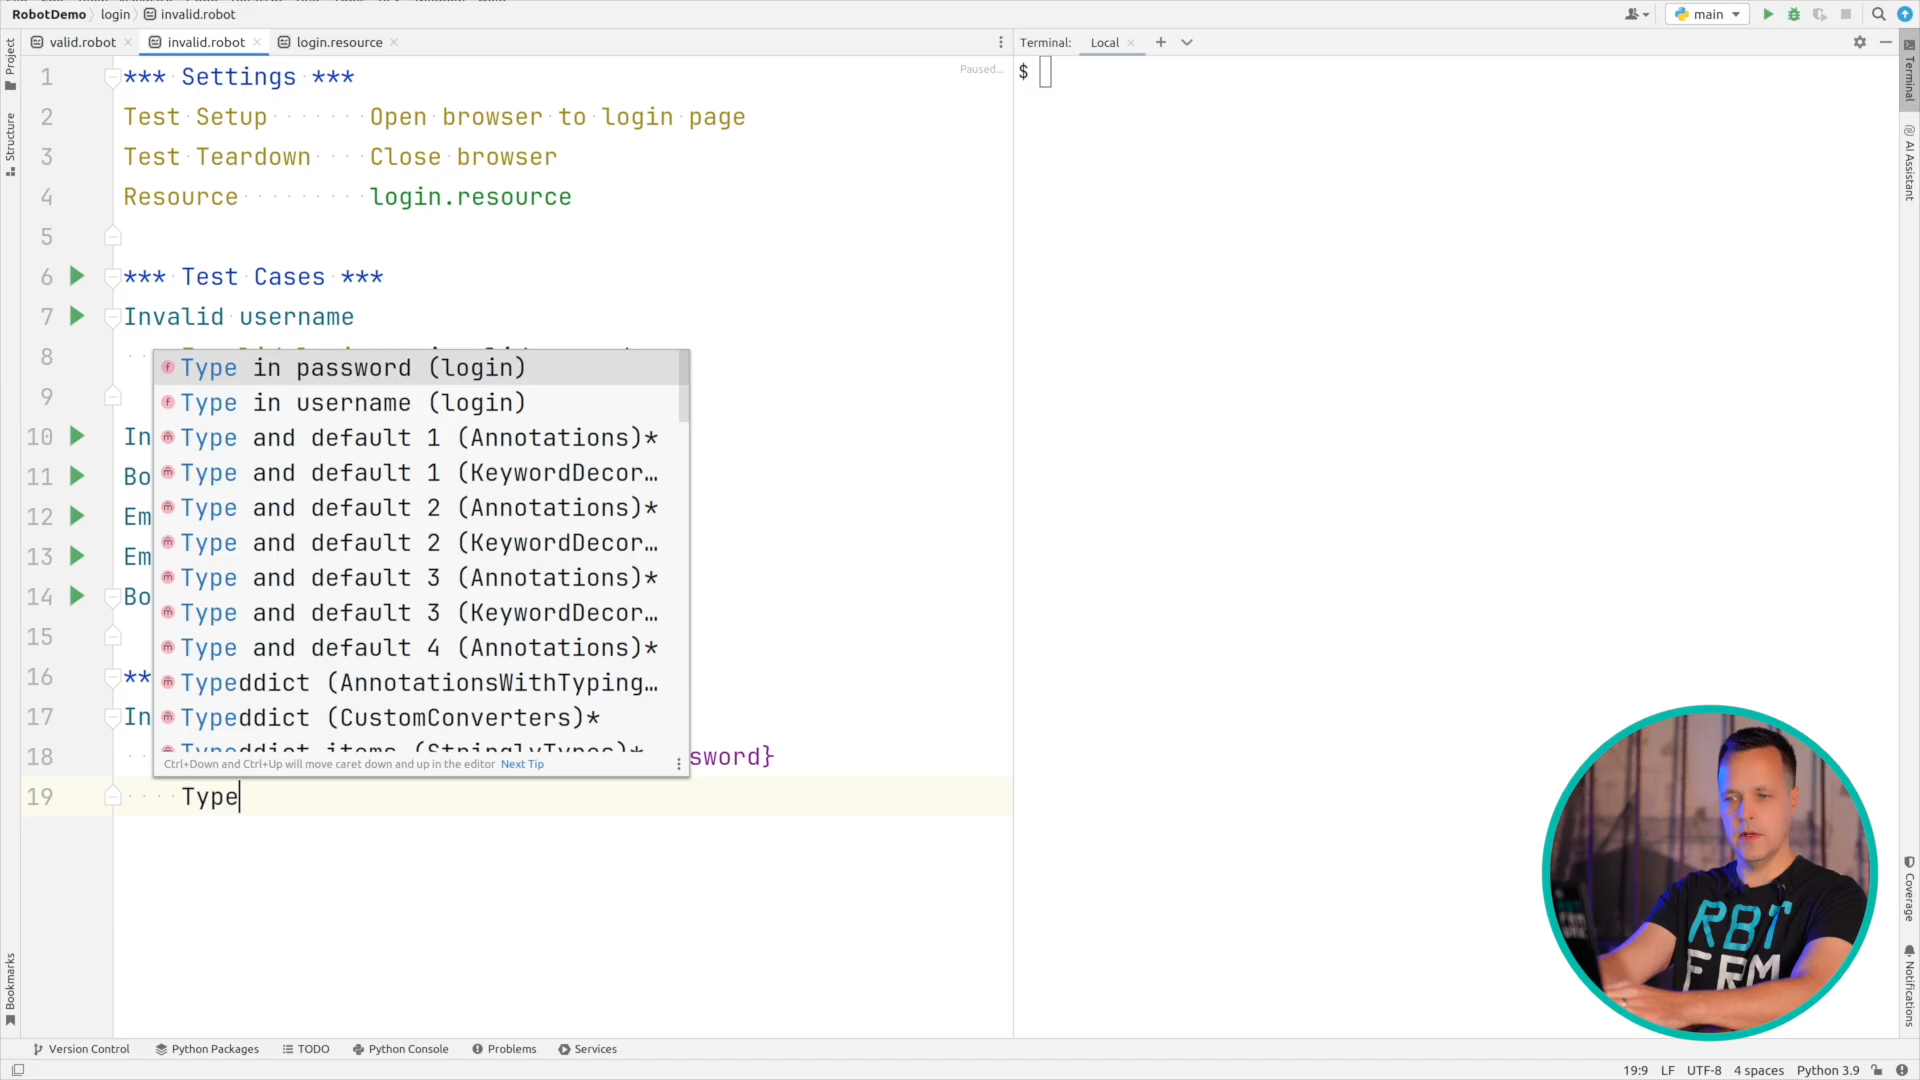 RobotDemo login invalid.robot
main
valid.robot invalid.robot login.resource
Terminal: Local
Paused...
$
1 *** Settings ***
2 Test Setup Open browser to login page
3 Test Teardown Close browser
4 Resource login.resource
5
6 *** Test Cases ***
7 Invalid username
8
9
10 In
11 Bo
12 Em
13 Em
14 Bo
15
16 **
17 In
18 sword}
19 Type
Type in password (login)
Type in username (login)
Type and default 1 (Annotations)*
Type and default 1 (KeywordDecor…
Type and default 2 (Annotations)*
Type and default 2 (KeywordDecor…
Type and default 3 (Annotations)*
Type and default 3 (KeywordDecor…
Type and default 4 (Annotations)*
Typeddict (AnnotationsWithTyping…
Typeddict (CustomConverters)*
Typeddict items (StringlyTypes)*
Ctrl+Down and Ctrl+Up will move caret down and up in the editor Next Tip
Project
Structure
Bookmarks
Terminal
AI Assistant
Coverage
Notifications
RBT
FRM
Version Control Python Packages TODO Python Console Problems Services
19:9 LF UTF-8 4 spaces Python 3.9